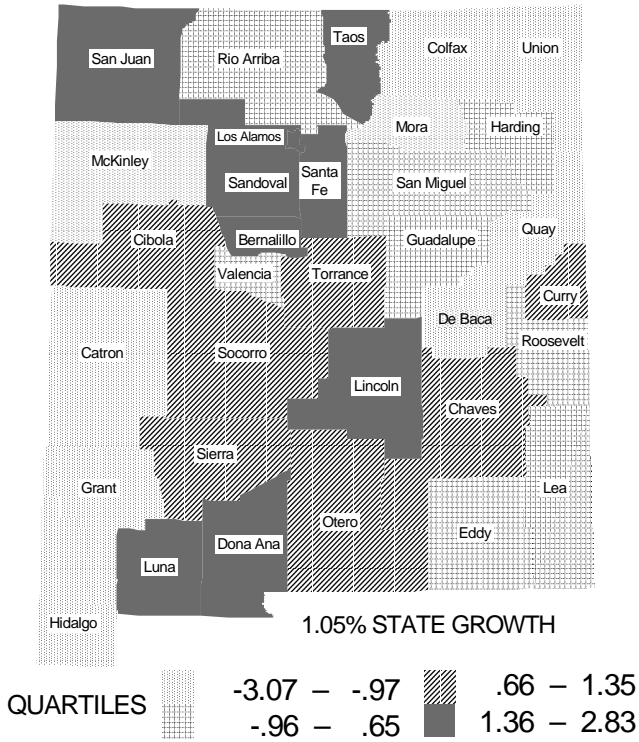 Taos
San Juan
Rio Arriba
Colfax
Union
Mora
Harding
Los Alamos
McKinley
Sandoval
Santa
Fe
San Miguel
Cibola
Bernalillo
Guadalupe
Quay
Valencia
Torrance
Curry
De Baca
Roosevelt
Catron
Socorro
Lincoln
Chaves
Sierra
Grant
Lea
Otero
Eddy
Dona Ana
Luna
Hidalgo
1.05% STATE GROWTH
QUARTILES
-3.07 – -.97
.66 – 1.35
-.96 – .65
1.36 – 2.83